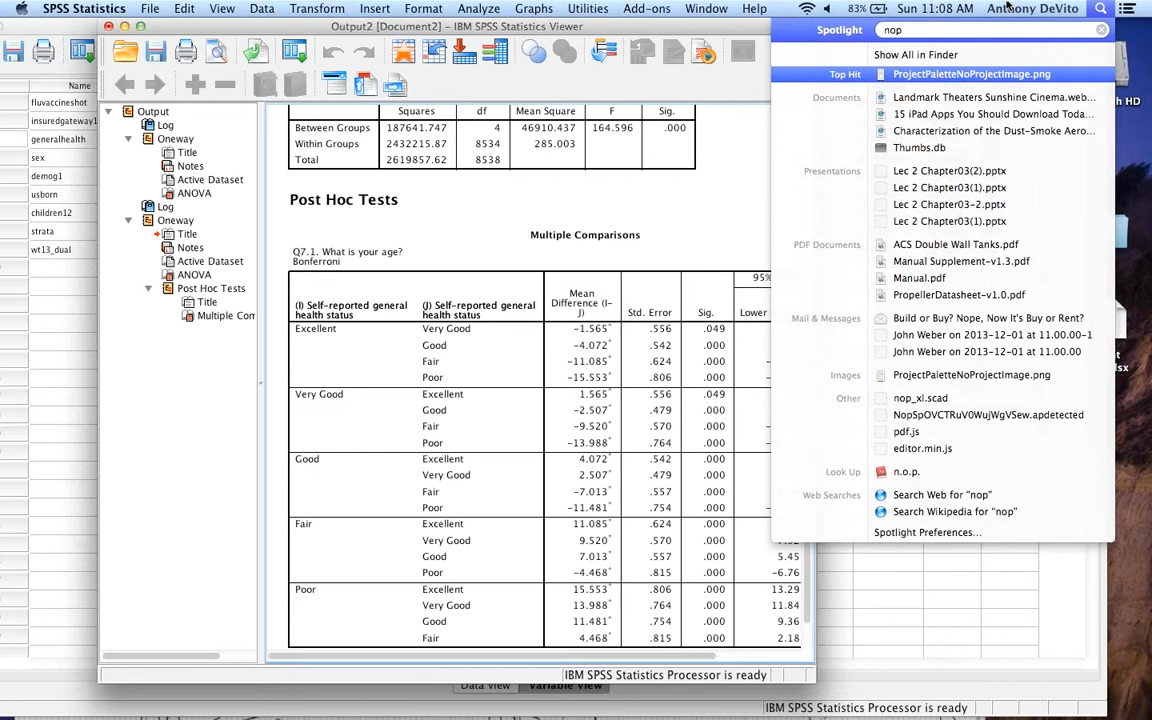 SPSS Statistics File Edit View Data Transform Insert Format Analyze Graphs Utilities Add-ons Window Help 83% Sun 11:08 AM Anthony DeVito
Output2 [Document2] - IBM SPSS Statistics Viewer
Spotlight nop
Show All in Finder
Top Hit ProjectPaletteNoProjectImage.png
Documents Landmark Theaters Sunshine Cinema.web...
15 iPad Apps You Should Download Toda...
Characterization of the Dust-Smoke Aero...
Thumbs.db
Presentations Lec 2 Chapter03(2).pptx
Lec 2 Chapter03(1).pptx
Lec 2 Chapter03-2.pptx
Lec 2 Chapter03(1).pptx
PDF Documents ACS Double Wall Tanks.pdf
Manual Supplement-v1.3.pdf
Manual.pdf
PropellerDatasheet-v1.0.pdf
Mail & Messages Build or Buy? Nope, Now It's Buy or Rent?
John Weber on 2013-12-01 at 11.00.00-1
John Weber on 2013-12-01 at 11.00.00
Images ProjectPaletteNoProjectImage.png
Other nop_xl.scad
NopSpOVCTRuV0WujWgVSew.apdetected
pdf.js
editor.min.js
Look Up n.o.p.
Web Searches Search Web for "nop"
Search Wikipedia for "nop"
Spotlight Preferences...
Name
fluvaccineshot
insuredgateway1
generalhealth
sex
demog1
usborn
children12
strata
wt13_dual
Output
Log
Oneway
Title
Notes
Active Dataset
ANOVA
Log
Oneway
Title
Notes
Active Dataset
ANOVA
Post Hoc Tests
Title
Multiple Com
Squares df Mean Square F Sig.
Between Groups 187641.747 4 46910.437 164.596 .000
Within Groups 2432215.87 8534 285.003
Total 2619857.62 8538
Post Hoc Tests
Multiple Comparisons
Q7.1. What is your age?
Bonferroni
(I) Self-reported general health status (J) Self-reported general health status Mean Difference (I-J) Std. Error Sig. 95% Lower
Excellent Very Good -1.565* .556 .049
Good -4.072* .542 .000
Fair -11.085* .624 .000
Poor -15.553* .806 .000
Very Good Excellent 1.565* .556 .049
Good -2.507* .479 .000
Fair -9.520* .570 .000
Poor -13.988* .764 .000
Good Excellent 4.072* .542 .000
Very Good 2.507* .479 .000
Fair -7.013* .557 .000
Poor -11.481* .754 .000
Fair Excellent 11.085* .624 .000
Very Good 9.520* .570 .000
Good 7.013* .557 .000 5.45
Poor -4.468* .815 .000 -6.76
Poor Excellent 15.553* .806 .000 13.29
Very Good 13.988* .764 .000 11.84
Good 11.481* .754 .000 9.36
Fair 4.468* .815 .000 2.18
IBM SPSS Statistics Processor is ready
Data View Variable View
IBM SPSS Statistics Processor is ready
HD